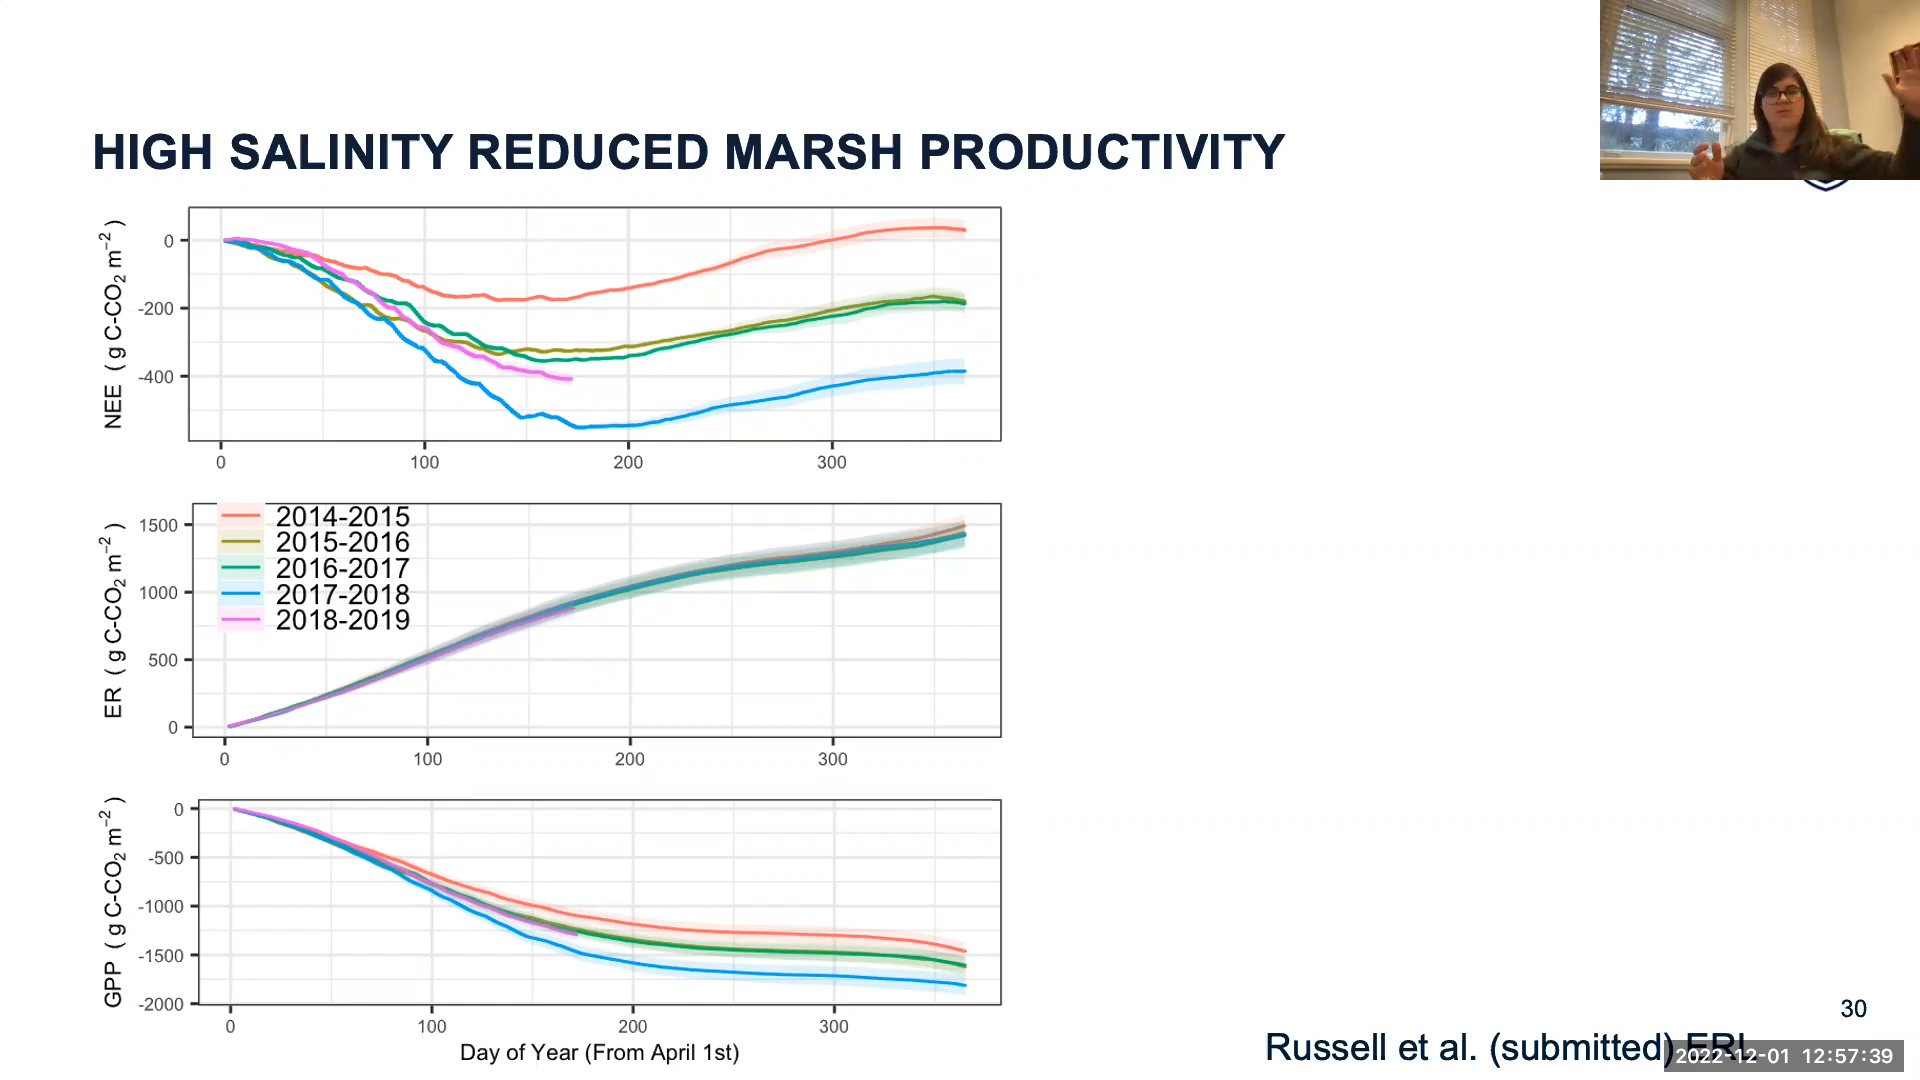 HIGH SALINITY REDUCED MARSH PRODUCTIVITY
NEE ( g C-CO₂ m⁻² )
0
-200
-400
0 100 200 300
ER ( g C-CO₂ m⁻² )
1500
1000
500
0
2014-2015
2015-2016
2016-2017
2017-2018
2018-2019
0 100 200 300
GPP ( g C-CO₂ m⁻² )
0
-500
-1000
-1500
-2000
0 100 200 300
Day of Year (From April 1st)
30
Russell et al. (submitted) ERL
2022-12-01 12:57:39